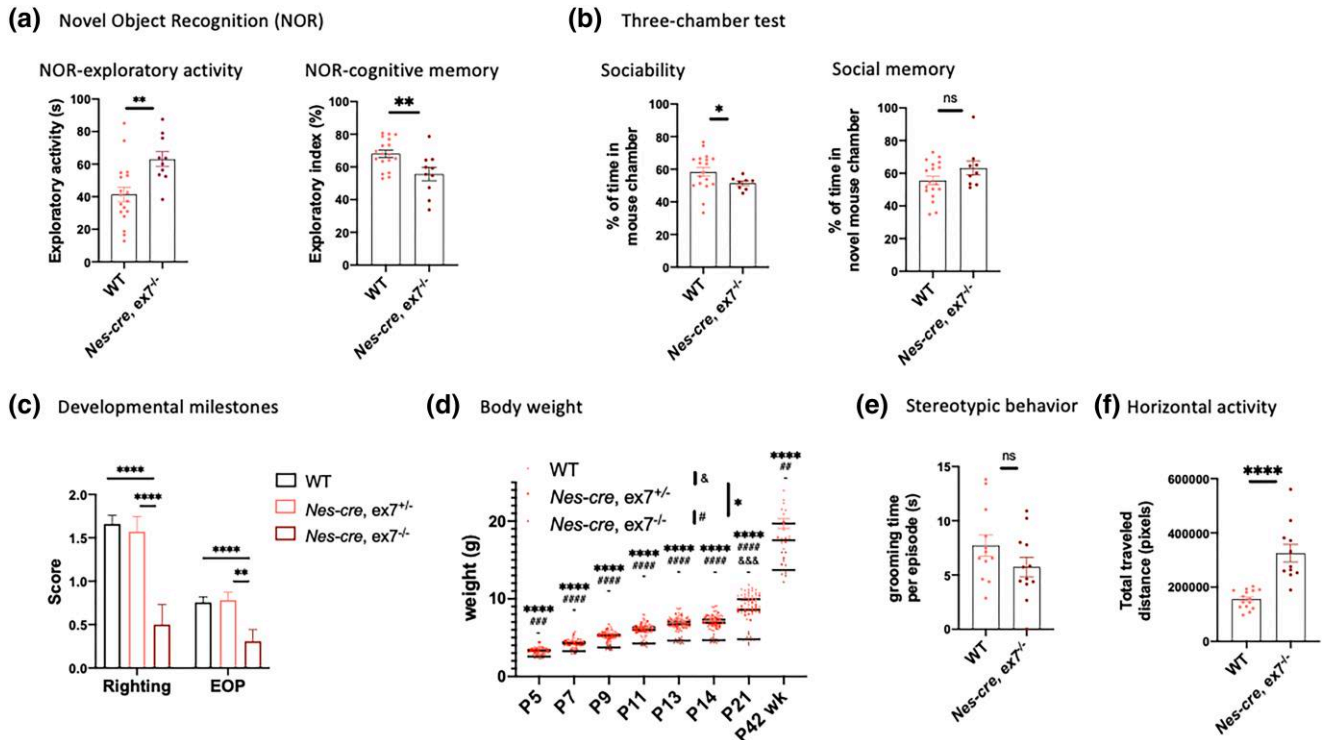 (a) Novel Object Recognition (NOR)
NOR-exploratory activity
Exploratory activity (s)
100
80
60
40
20
0
**
WT
Nes-cre, ex7-/-
NOR-cognitive memory
Exploratory index (%)
100
80
60
40
20
0
**
WT
Nes-cre, ex7-/-
(b) Three-chamber test
Sociability
% of time in
mouse chamber
100
80
60
40
20
0
*
WT
Nes-cre, ex7-/-
Social memory
% of time in
novel mouse chamber
100
80
60
40
20
0
ns
WT
Nes-cre, ex7-/-
(c) Developmental milestones
Score
2.0
1.5
1.0
0.5
0.0
****
****
****
**
Righting
EOP
WT
Nes-cre, ex7+/-
Nes-cre, ex7-/-
(d) Body weight
weight (g)
20
10
0
WT
Nes-cre, ex7+/-
Nes-cre, ex7-/-
&
#
*
****
###
-
****
####
-
****
####
-
****
####
-
****
####
-
****
####
-
****
####
&&&
-
****
##
-
P5
P7
P9
P11
P13
P14
P21
P42 wk
(e) Stereotypic behavior
grooming time
per episode (s)
15
10
5
0
ns
WT
Nes-cre, ex7-/-
(f) Horizontal activity
Total traveled
distance (pixels)
600000
400000
200000
0
****
WT
Nes-cre, ex7-/-